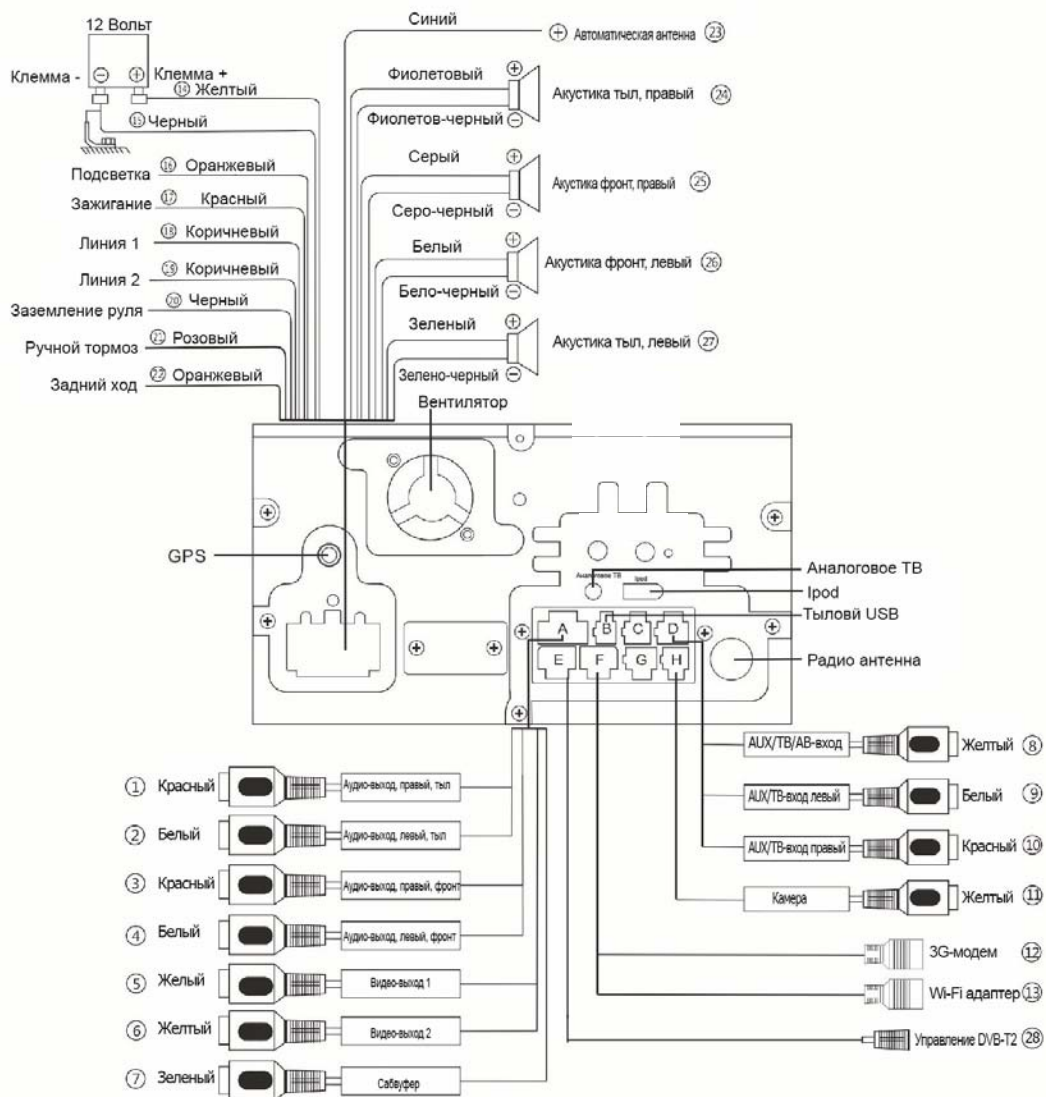 12 Вольт
Клемма -
Клемма +
14 Желтый
15 Черный
Подсветка 16 Оранжевый
Зажигание 17 Красный
Линия 1 18 Коричневый
Линия 2 19 Коричневый
Заземление руля 20 Черный
Ручной тормоз 21 Розовый
Задний ход 22 Оранжевый
Синий
Автоматическая антенна 23
Фиолетовый
Фиолетов-черный
Акустика тыл, правый 24
Серый
Серо-черный
Акустика фронт, правый 25
Белый
Бело-черный
Акустика фронт, левый 26
Зеленый
Зелено-черный
Акустика тыл, левый 27
Вентилятор
GPS
Аналоговое ТВ
Ipod
Аналоговое ТВ
Ipod
Тыловй USB
Радио антенна
A B C D
E F G H
1 Красный Аудио-выход, правый, тыл
2 Белый Аудио-выход, левый, тыл
3 Красный Аудио-выход, правый, фронт
4 Белый Аудио-выход, левый, фронт
5 Желый Видео-выход 1
6 Желтый Видео-выход 2
7 Зеленый Сабвуфер
AUX/ТВ/АВ-вход Желтый 8
AUX/ТВ-вход левый Белый 9
AUX/ТВ-вход правый Красный 10
Камера Желтый 11
3G-модем 12
Wi-Fi адаптер 13
Управление DVB-T2 28